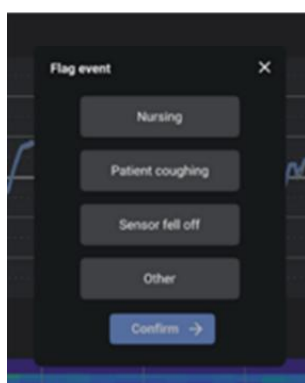 Flag event
Nursing
Patient coughing
Sensor fell off
Other
Confirm